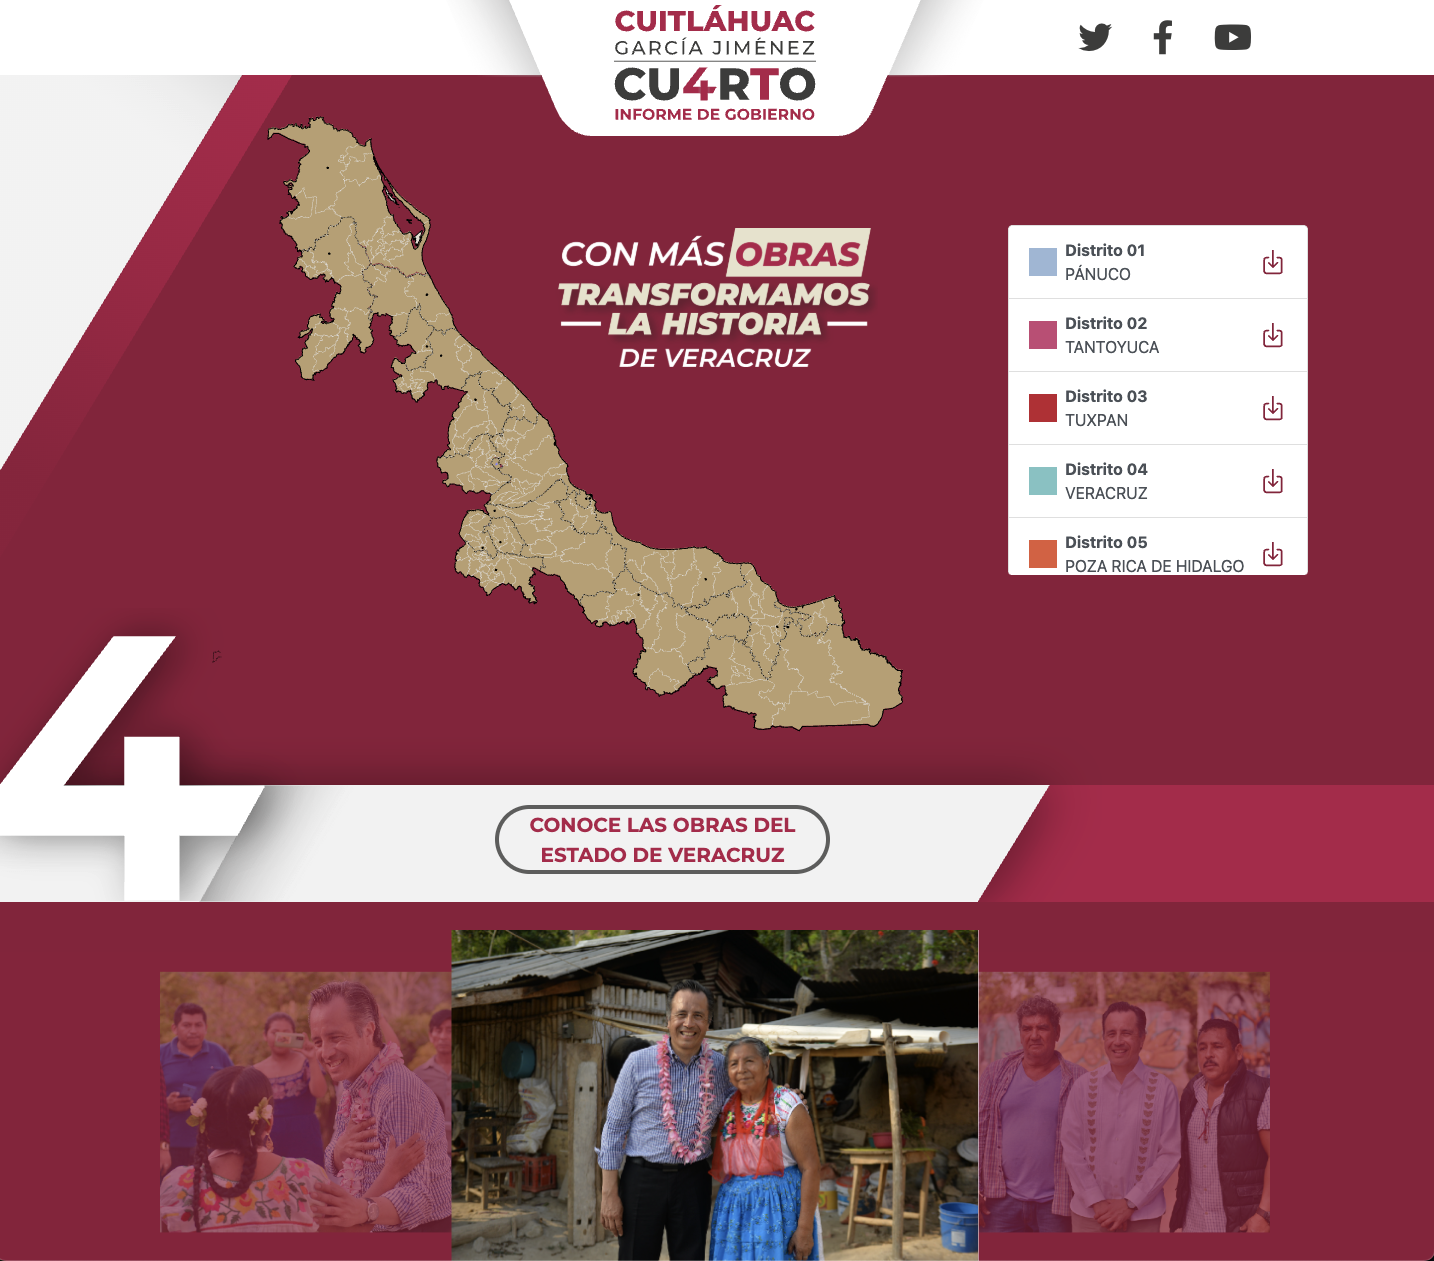 CUITLÁHUAC
GARCÍA JIMÉNEZ
CU4RTO
INFORME DE GOBIERNO
CON MÁS OBRAS
TRANSFORMAMOS
LA HISTORIA
DE VERACRUZ
Distrito 01
PÁNUCO
Distrito 02
TANTOYUCA
Distrito 03
TUXPAN
Distrito 04
VERACRUZ
Distrito 05
POZA RICA DE HIDALGO
4
CONOCE LAS OBRAS DEL
ESTADO DE VERACRUZ